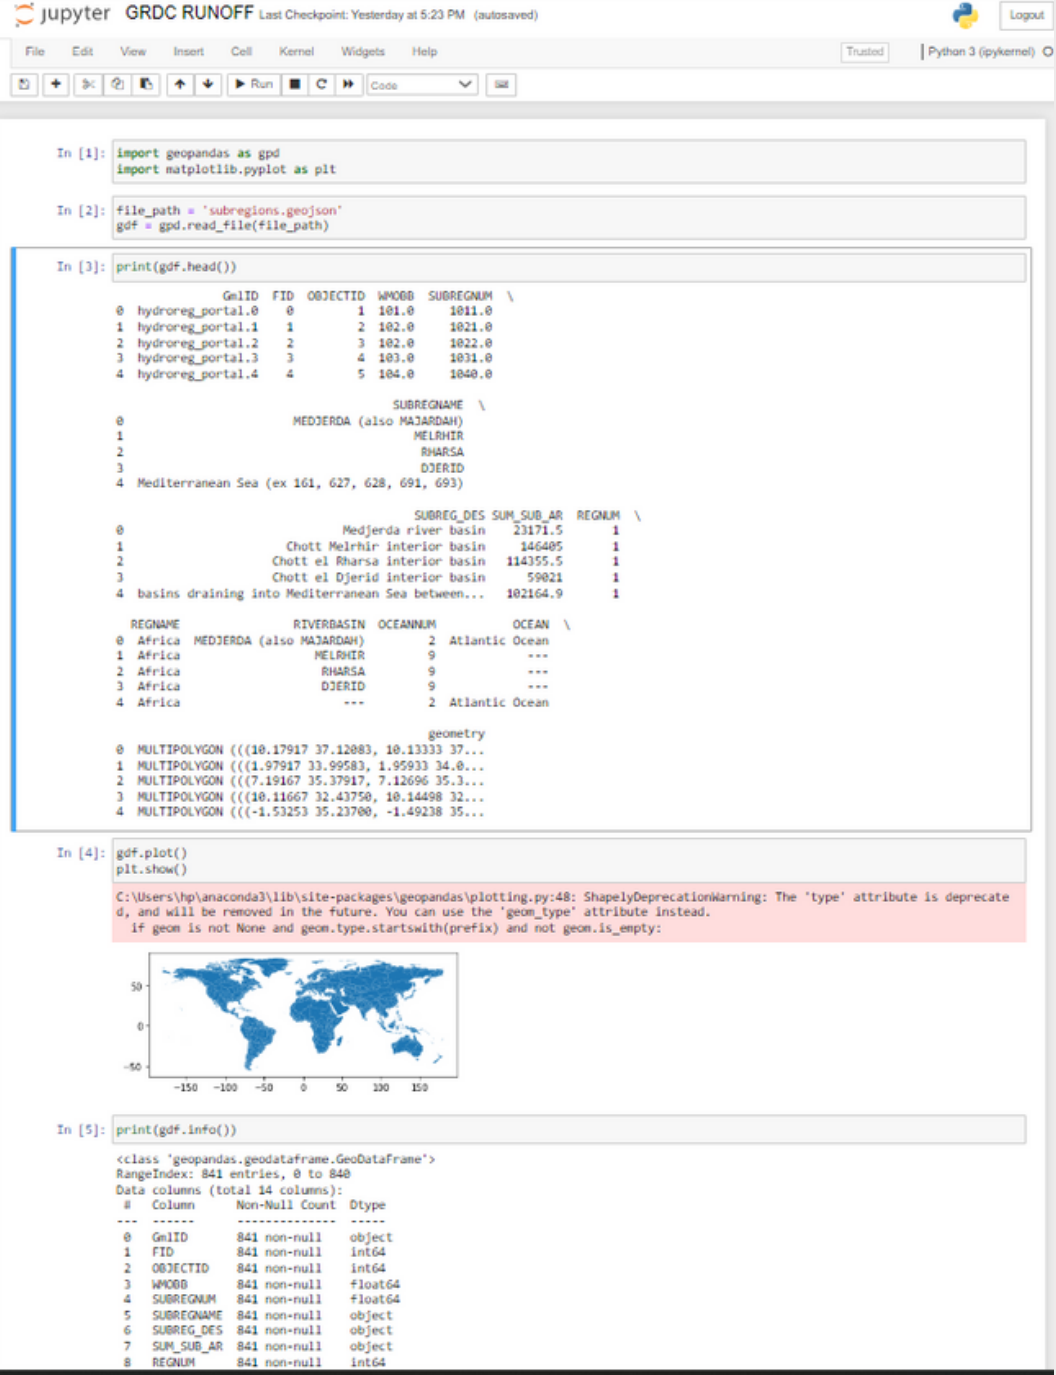 jupyter GRDC RUNOFF Last Checkpoint: Yesterday at 5:23 PM (autosaved)
Logout
File Edit View Insert Cell Kernel Widgets Help
Trusted
Python 3 (ipykernel)
Run
Code
In [1]: import geopandas as gpd
import matplotlib.pyplot as plt
In [2]: file_path = 'subregions.geojson'
gdf = gpd.read_file(file_path)
In [3]: print(gdf.head())
GmlID FID OBJECTID WMOBB SUBREGNUM \
0 hydroreg_portal.0 0 1 101.0 1011.0
1 hydroreg_portal.1 1 2 102.0 1021.0
2 hydroreg_portal.2 2 3 102.0 1022.0
3 hydroreg_portal.3 3 4 103.0 1031.0
4 hydroreg_portal.4 4 5 104.0 1040.0
SUBREGNAME \
0 MEDJERDA (also MAJARDAH)
1 MELRHIR
2 RHARSA
3 DJERID
4 Mediterranean Sea (ex 161, 627, 628, 691, 693)
SUBREG_DES SUM_SUB_AR REGNUM \
0 Medjerda river basin 23171.5 1
1 Chott Melrhir interior basin 146405 1
2 Chott el Rharsa interior basin 114355.5 1
3 Chott el Djerid interior basin 59021 1
4 basins draining into Mediterranean Sea between... 102164.9 1
REGNAME RIVERBASIN OCEANNUM OCEAN \
0 Africa MEDJERDA (also MAJARDAH) 2 Atlantic Ocean
1 Africa MELRHIR 9 ---
2 Africa RHARSA 9 ---
3 Africa DJERID 9 ---
4 Africa --- 2 Atlantic Ocean
geometry
0 MULTIPOLYGON (((10.17917 37.12083, 10.13333 37...
1 MULTIPOLYGON (((1.97917 33.99583, 1.95933 34.0...
2 MULTIPOLYGON (((7.19167 35.37917, 7.12696 35.3...
3 MULTIPOLYGON (((10.11667 32.43750, 10.14498 32...
4 MULTIPOLYGON (((-1.53253 35.23700, -1.49238 35...
In [4]: gdf.plot()
plt.show()
C:\Users\hp\anaconda3\lib\site-packages\geopandas\plotting.py:48: ShapelyDeprecationWarning: The 'type' attribute is deprecate
d, and will be removed in the future. You can use the 'geom_type' attribute instead.
if geom is not None and geom.type.startswith(prefix) and not geom.is_empty:
50
0
−50
−150 −100 −50 0 50 100 150
In [5]: print(gdf.info())
<class 'geopandas.geodataframe.GeoDataFrame'>
RangeIndex: 841 entries, 0 to 840
Data columns (total 14 columns):
# Column Non-Null Count Dtype
--- ------ -------------- -----
0 GmlID 841 non-null object
1 FID 841 non-null int64
2 OBJECTID 841 non-null int64
3 WMOBB 841 non-null float64
4 SUBREGNUM 841 non-null float64
5 SUBREGNAME 841 non-null object
6 SUBREG_DES 841 non-null object
7 SUM_SUB_AR 841 non-null object
8 REGNUM 841 non-null int64